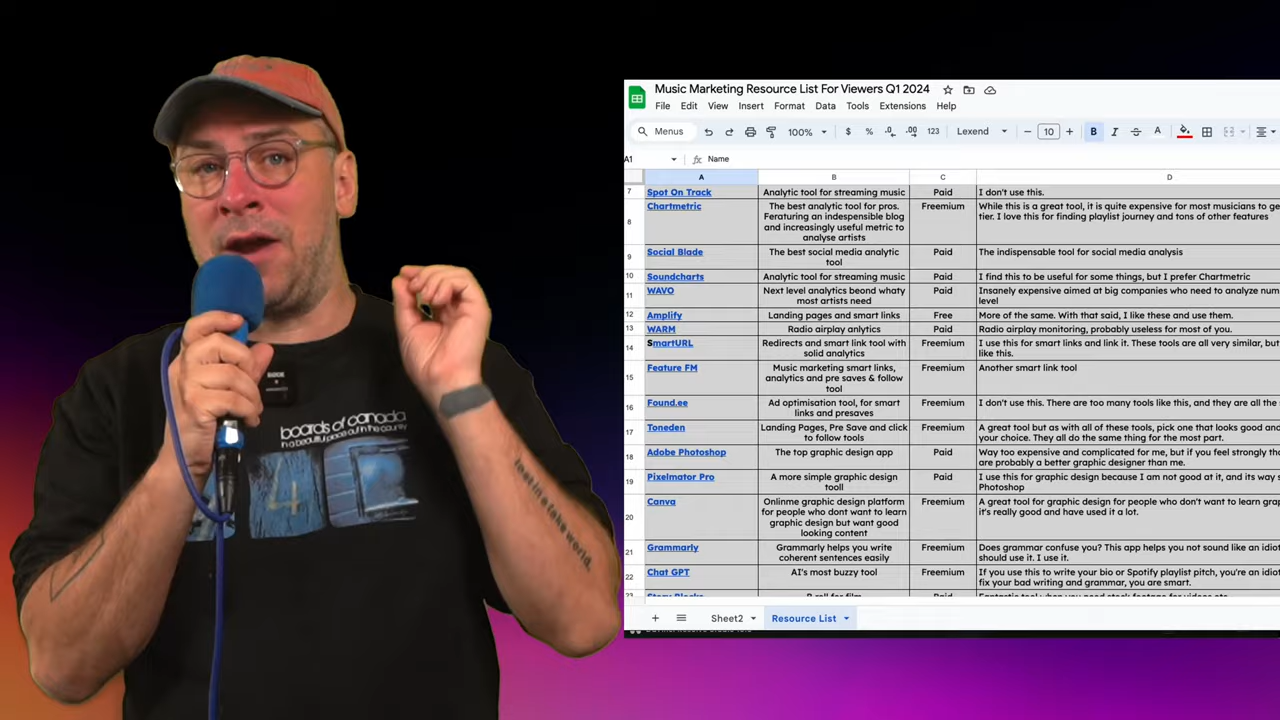 boards of canada
in a beautiful place out in the country
lost in a fake world.
Music Marketing Resource List For Viewers Q1 2024
File Edit View Insert Format Data Tools Extensions Help
Menus 100% $ % .0 .00 123 Lexend 10 B I A
A1 fx Name
A B C D
7 Spot On Track Analytic tool for streaming music Paid I don't use this.
8 Chartmetric The best analytic tool for pros. Freemium While this is a great tool, it is quite expensive for most musicians to ge
Feraturing an indespensible blog tier. I love this for finding playlist journey and tons of other features
and increasingly useful metric to
analyse artists
9 Social Blade The best social media analytic Paid The indispensable tool for social media analysis
tool
10 Soundcharts Analytic tool for streaming music Paid I find this to be useful for some things, but I prefer Chartmetric
11 WAVO Next level analytics beond whaty Paid Insanely expensive aimed at big companies who need to analyze num
most artists need level
12 Amplify Landing pages and smart links Free More of the same. With that said, I like these and use them.
13 WARM Radio airplay anlytics Paid Radio airplay monitoring, probably useless for most of you.
14 SmartURL Redirects and smart link tool with Freemium I use this for smart links and link it. These tools are all very similar, but
solid analytics like this.
15 Feature FM Music marketing smart links, Freemium Another smart link tool
analytics and pre saves & follow
tool
16 Found.ee Ad optimisation tool, for smart Freemium I don't use this. There are too many tools like this, and they are all the
links and presaves
17 Toneden Landing Pages, Pre Save and click Freemium A great tool but as with all of these tools, pick one that looks good an
to follow tools your choice. They all do the same thing for the most part.
18 Adobe Photoshop The top graphic design app Paid Way too expensive and complicated for me, but if you feel strongly th
are probably a better graphic designer than me.
19 Pixelmator Pro A more simple graphic design Paid I use this for graphic design because I am not good at it, and its way s
tooll Photoshop
20 Canva Onlinme graphic design platform Freemium A great tool for graphic design for people who don't want to learn gra
for people who dont want to it's really good and have used it a lot.
learn graphic design but want good
looking content
21 Grammarly Grammarly helps you write Freemium Does grammar confuse you? This app helps you not sound like an idiot
coherent sentences easily should use it. I use it.
22 Chat GPT AI's most buzzy tool Freemium If you use this to write your bio or Spotify playlist pitch, you're an idiot
fix your bad writing and grammar, you are smart.
Sheet2 Resource List